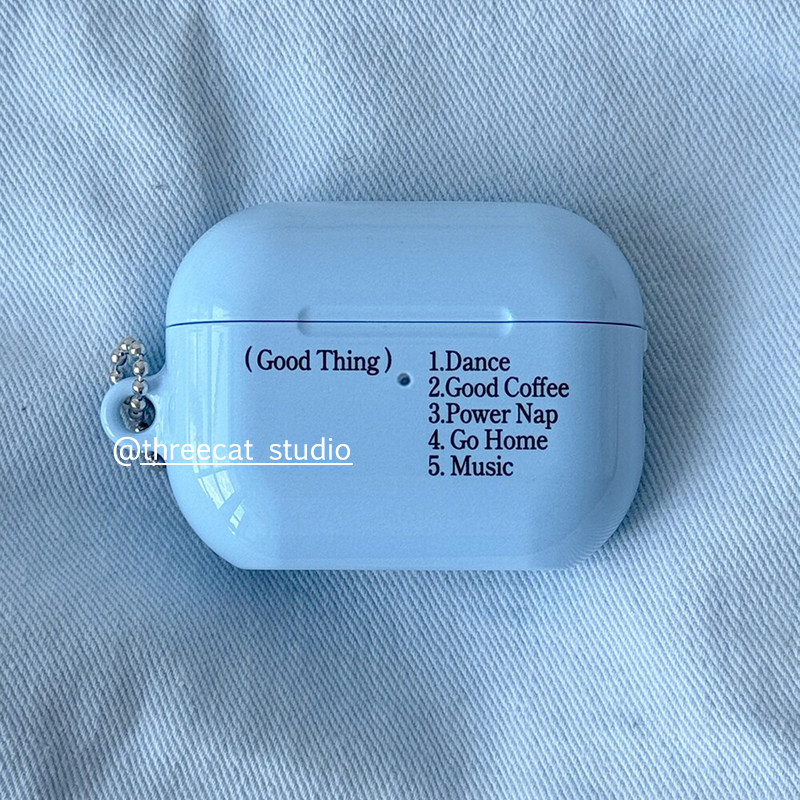 ( Good Thing )
1.Dance
2.Good Coffee
3.Power Nap
4. Go Home
5. Music
@threecat_studio